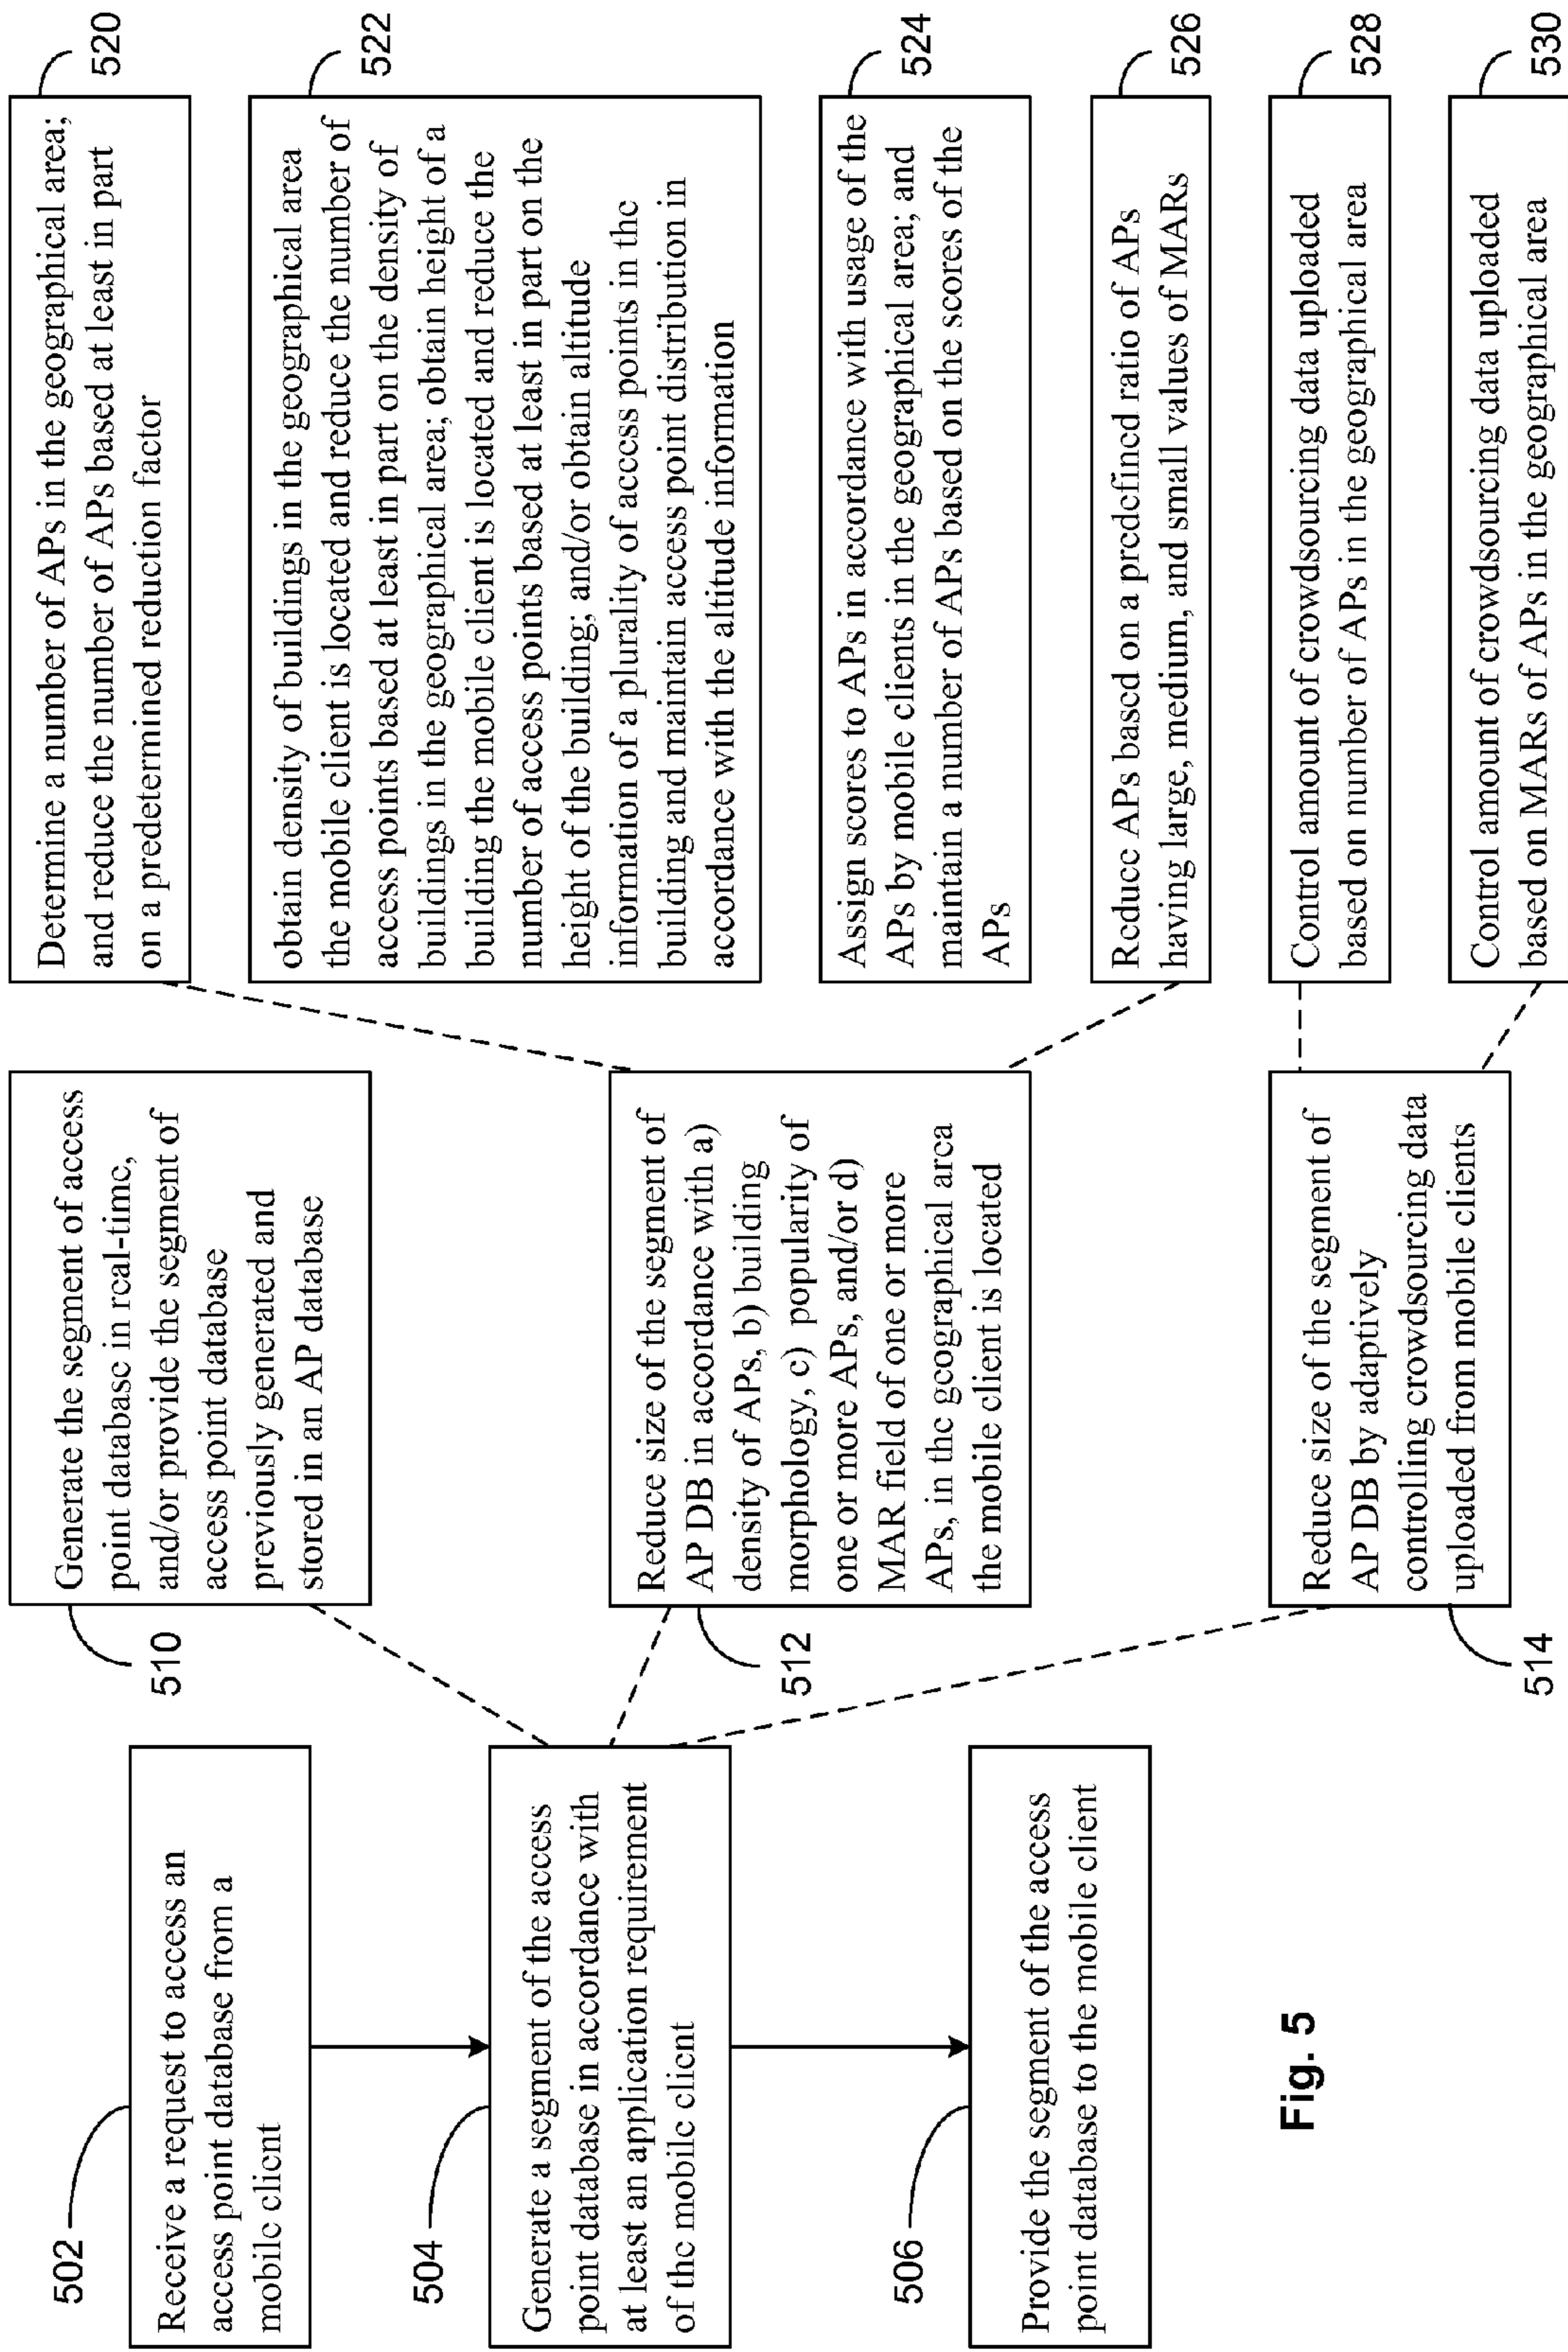 502
Receive a request to access an
access point database from a
mobile client
504
Generate a segment of the access
point database in accordance with
at least an application requirement
of the mobile client
506
Provide the segment of the access
point database to the mobile client
510
Generate the segment of access
point database in real-time,
and/or provide the segment of
access point database
previously generated and
stored in an AP database
512
Reduce size of the segment of
AP DB in accordance with a)
density of APs, b) building
morphology, c) popularity of
one or more APs, and/or d)
MAR field of one or more
APs, in the geographical area
the mobile client is located
514
Reduce size of the segment of
AP DB by adaptively
controlling crowdsourcing data
uploaded from mobile clients
520
Determine a number of APs in the geographical area;
and reduce the number of APs based at least in part
on a predetermined reduction factor
522
obtain density of buildings in the geographical area
the mobile client is located and reduce the number of
access points based at least in part on the density of
buildings in the geographical area; obtain height of a
building the mobile client is located and reduce the
number of access points based at least in part on the
height of the building; and/or obtain altitude
information of a plurality of access points in the
building and maintain access point distribution in
accordance with the altitude information
524
Assign scores to APs in accordance with usage of the
APs by mobile clients in the geographical area; and
maintain a number of APs based on the scores of the
APs
526
Reduce APs based on a predefined ratio of APs
having large, medium, and small values of MARs
528
Control amount of crowdsourcing data uploaded
based on number of APs in the geographical area
530
Control amount of crowdsourcing data uploaded
based on MARs of APs in the geographical area
Fig. 5